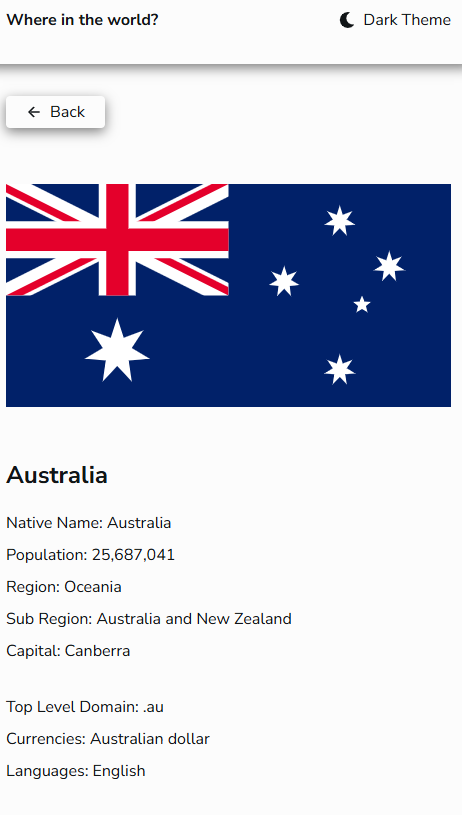 Where in the world?
Dark Theme
Back
Australia
Native Name: Australia
Population: 25,687,041
Region: Oceania
Sub Region: Australia and New Zealand
Capital: Canberra
Top Level Domain: .au
Currencies: Australian dollar
Languages: English